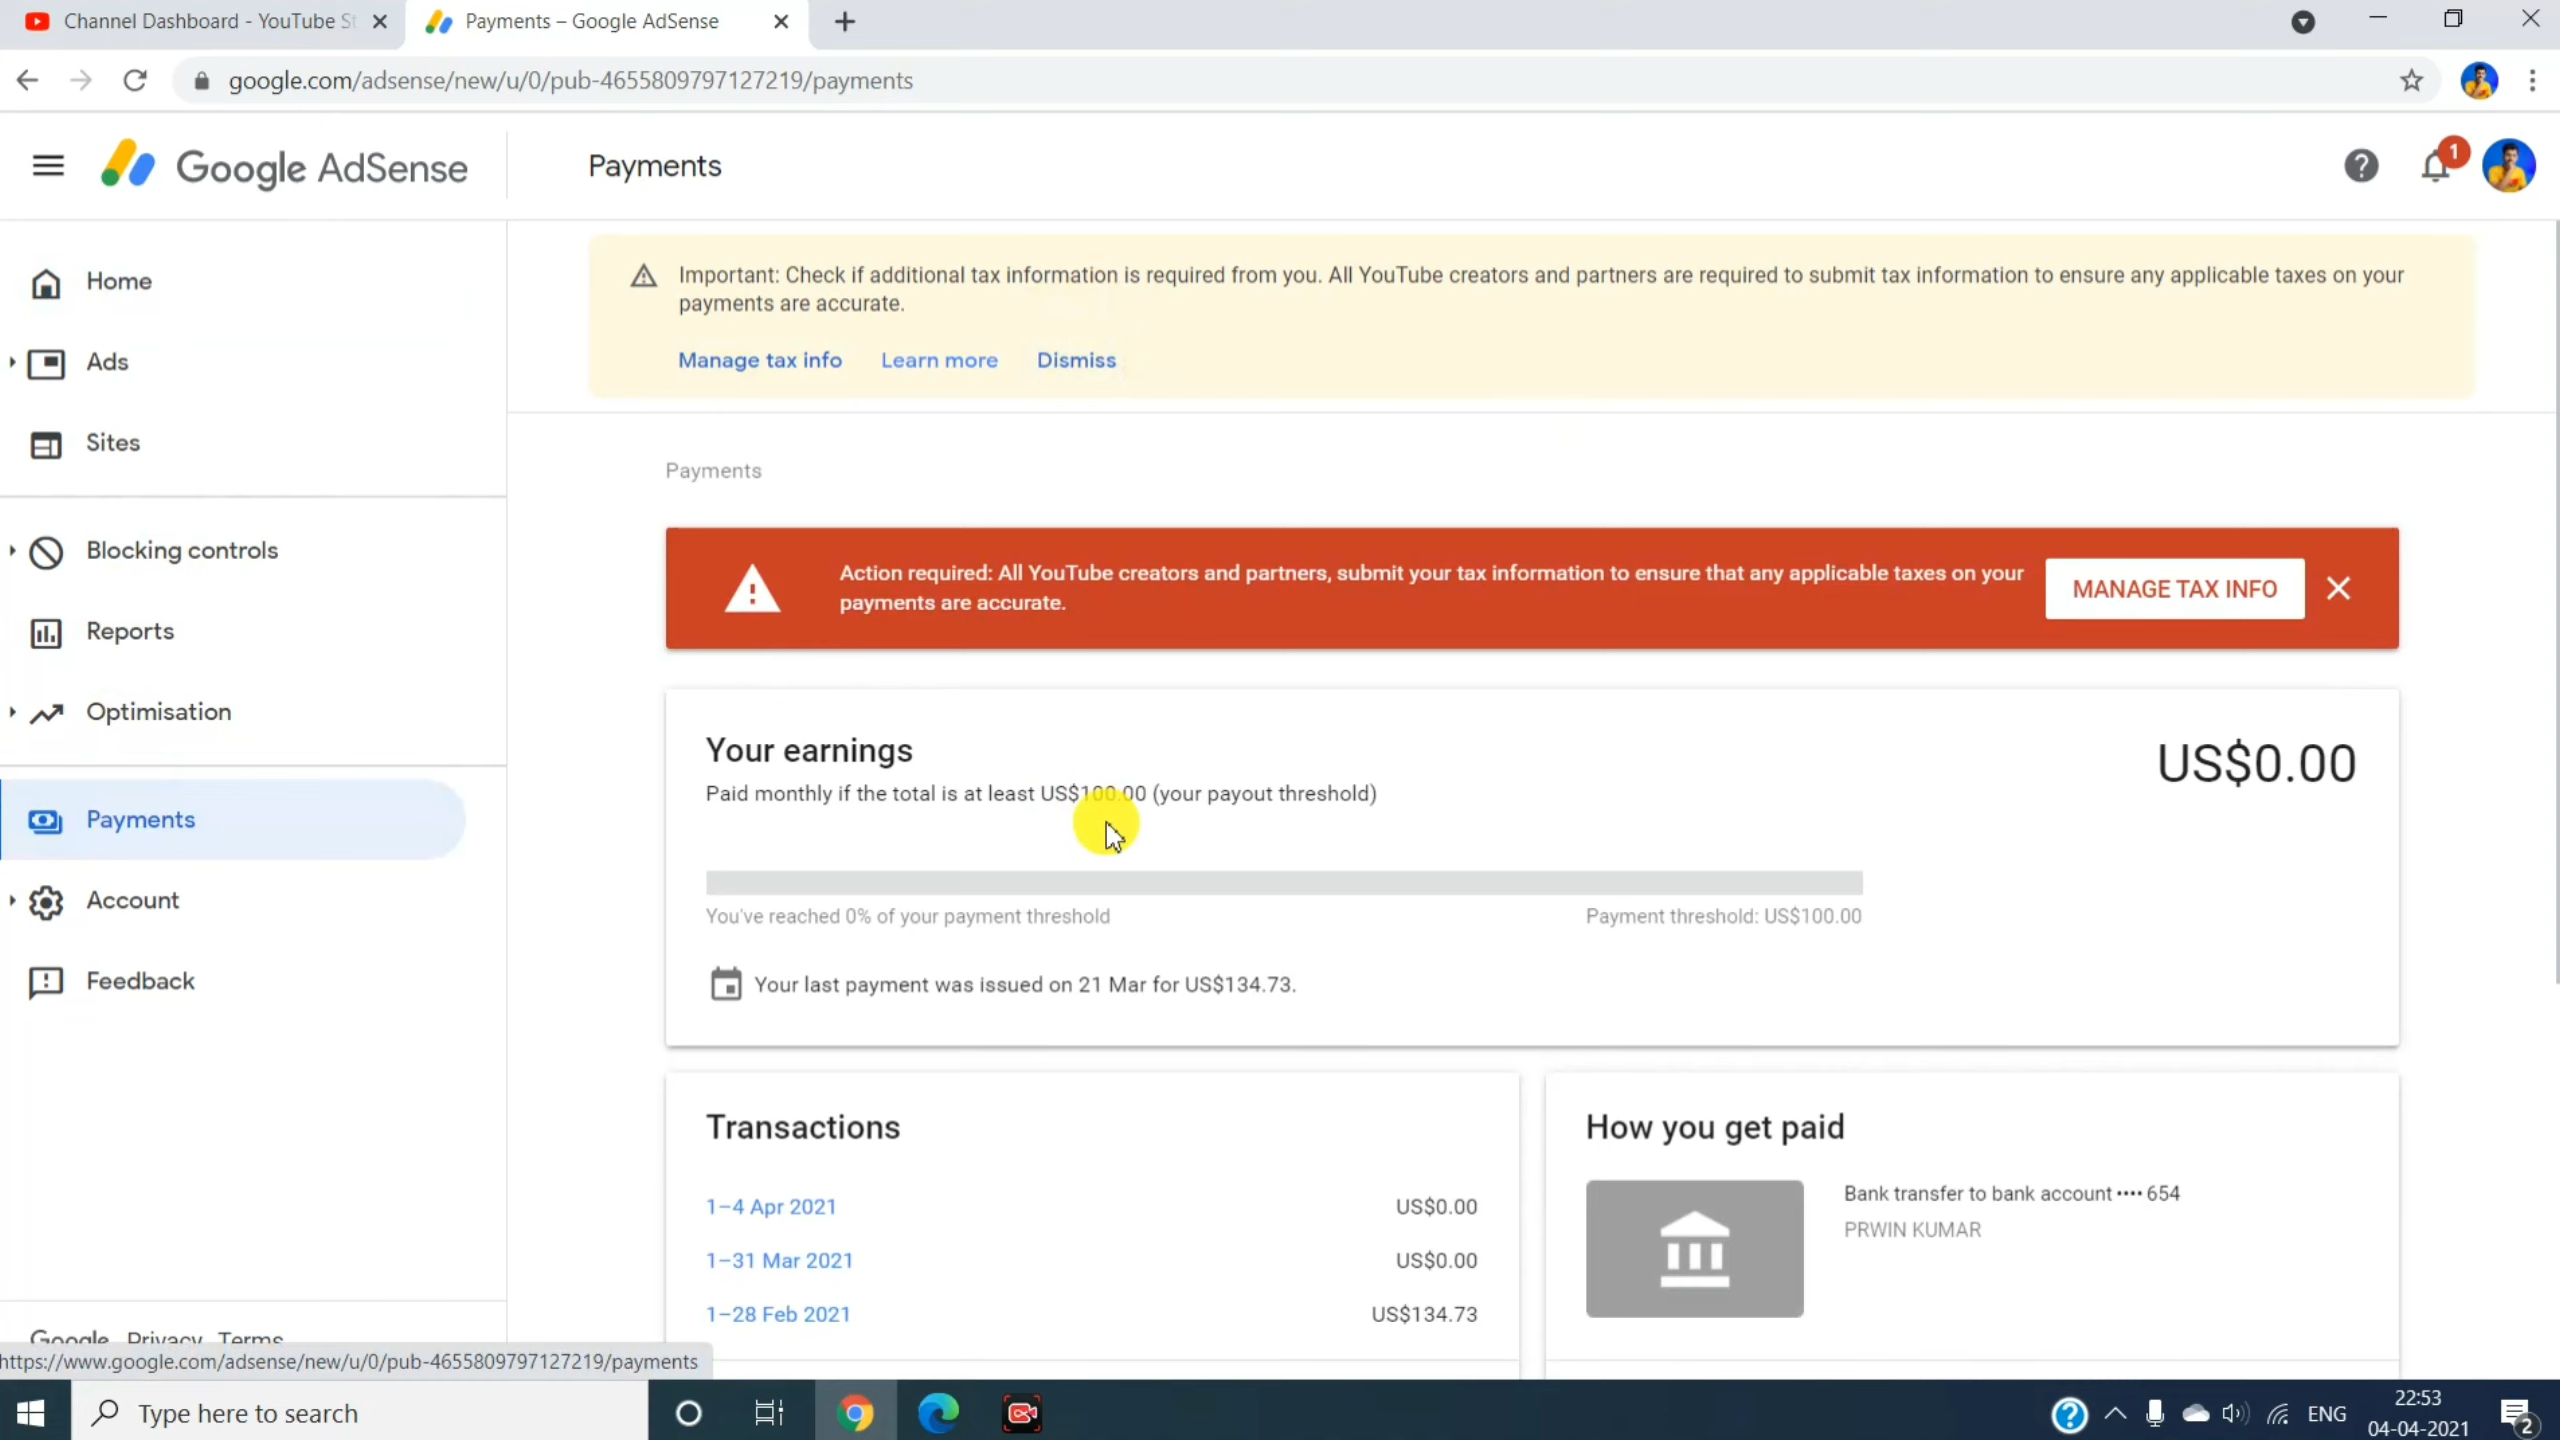 Channel Dashboard - YouTube St
Payments – Google AdSense
google.com/adsense/new/u/0/pub-4655809797127219/payments
Google AdSense
Payments
1
Home
Ads
Sites
Blocking controls
Reports
Optimisation
Payments
Account
Feedback
Google Privacy Terms
https://www.google.com/adsense/new/u/0/pub-4655809797127219/payments
Important: Check if additional tax information is required from you. All YouTube creators and partners are required to submit tax information to ensure any applicable taxes on your
payments are accurate.
Manage tax info Learn more Dismiss
Payments
Action required: All YouTube creators and partners, submit your tax information to ensure that any applicable taxes on your
payments are accurate.
MANAGE TAX INFO
Your earnings
US$0.00
Paid monthly if the total is at least US$100.00 (your payout threshold)
You've reached 0% of your payment threshold
Payment threshold: US$100.00
Your last payment was issued on 21 Mar for US$134.73.
Transactions
1–4 Apr 2021 US$0.00
1–31 Mar 2021 US$0.00
1–28 Feb 2021 US$134.73
How you get paid
Bank transfer to bank account •••• 654
PRWIN KUMAR
Type here to search
ENG
22:53
04-04-2021
2